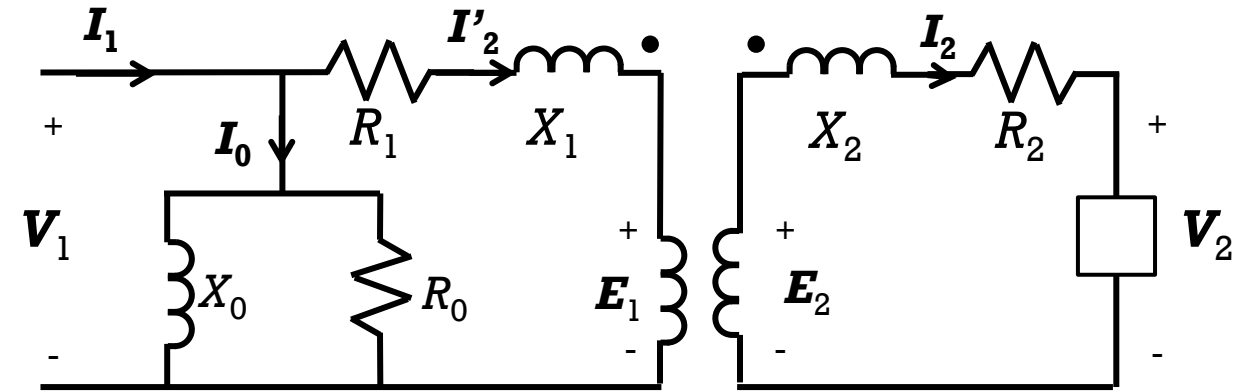 I₁
I'₂
I₂
+
I₀
R₁
X₁
X₂
R₂
+
V₁
X₀
R₀
+
E₁
-
+
E₂
-
V₂
-
-